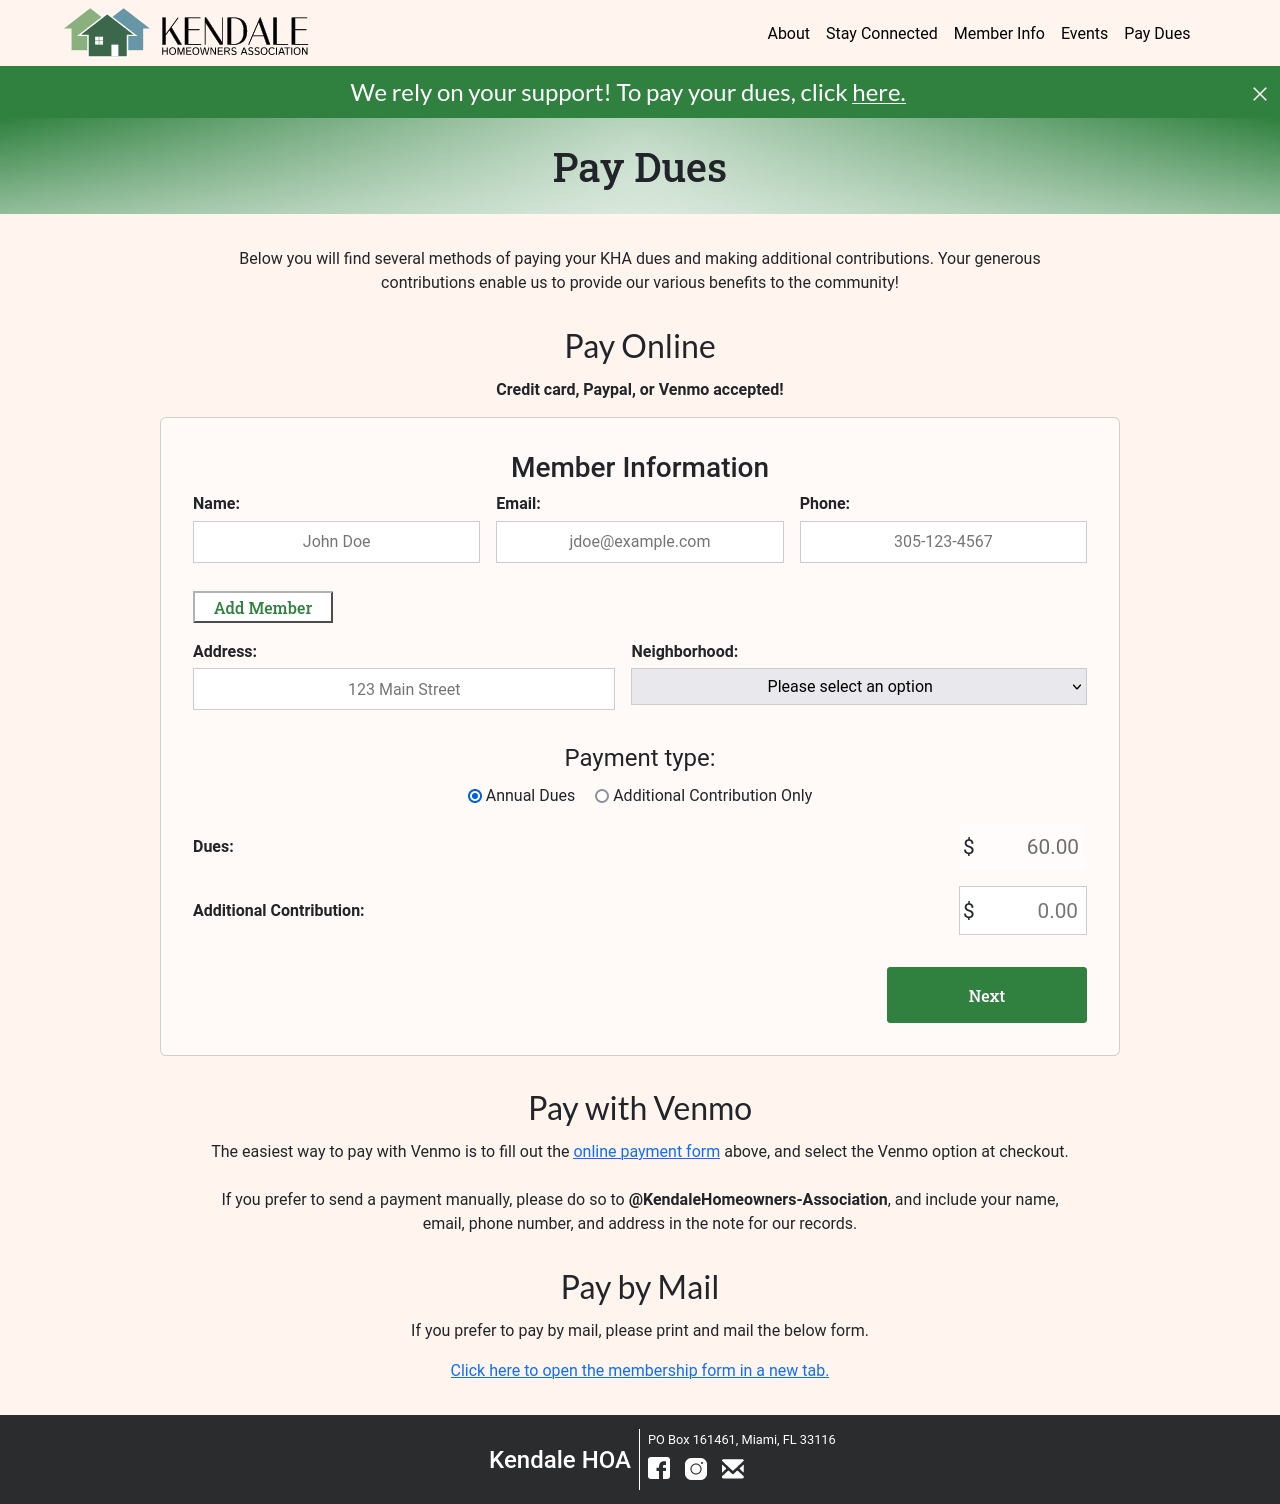 KENDALE
HOMEOWNERS ASSOCIATION
About Stay Connected Member Info Events Pay Dues
We rely on your support! To pay your dues, click here.
Pay Dues
Below you will find several methods of paying your KHA dues and making additional contributions. Your generous
contributions enable us to provide our various benefits to the community!
Pay Online
Credit card, Paypal, or Venmo accepted!
Member Information
Name: Email: Phone:
John Doe jdoe@example.com 305-123-4567
Add Member
Address: Neighborhood:
123 Main Street Please select an option
Payment type:
Annual Dues Additional Contribution Only
Dues: $ 60.00
Additional Contribution: $ 0.00
Next
Pay with Venmo
The easiest way to pay with Venmo is to fill out the online payment form above, and select the Venmo option at checkout.
If you prefer to send a payment manually, please do so to @KendaleHomeowners-Association, and include your name,
email, phone number, and address in the note for our records.
Pay by Mail
If you prefer to pay by mail, please print and mail the below form.
Click here to open the membership form in a new tab.
Kendale HOA
PO Box 161461, Miami, FL 33116